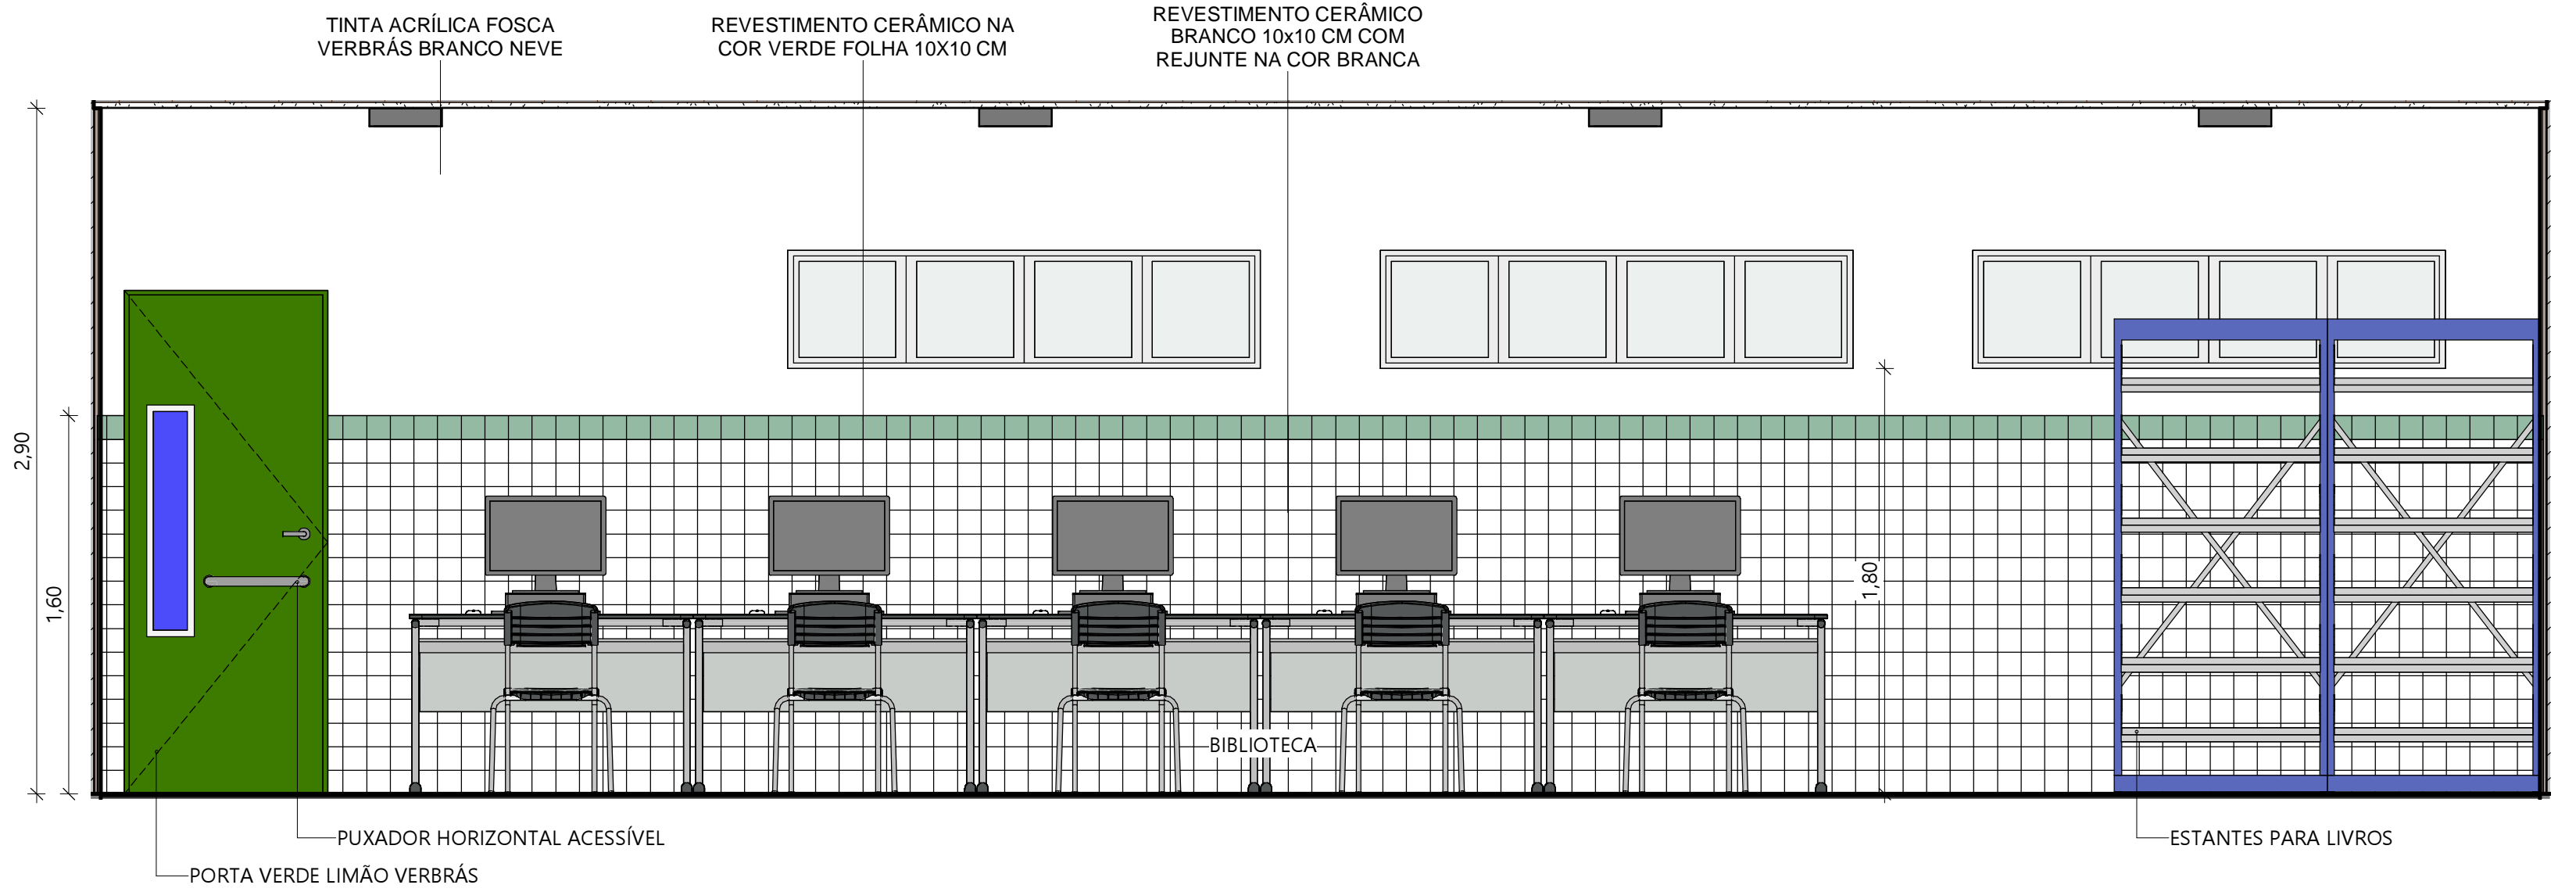 TINTA ACRÍLICA FOSCA
VERBRÁS BRANCO NEVE
REVESTIMENTO CERÂMICO NA
COR VERDE FOLHA 10X10 CM
REVESTIMENTO CERÂMICO
BRANCO 10x10 CM COM
REJUNTE NA COR BRANCA
2,90
1,60
1,80
BIBLIOTECA
PUXADOR HORIZONTAL ACESSÍVEL
PORTA VERDE LIMÃO VERBRÁS
ESTANTES PARA LIVROS